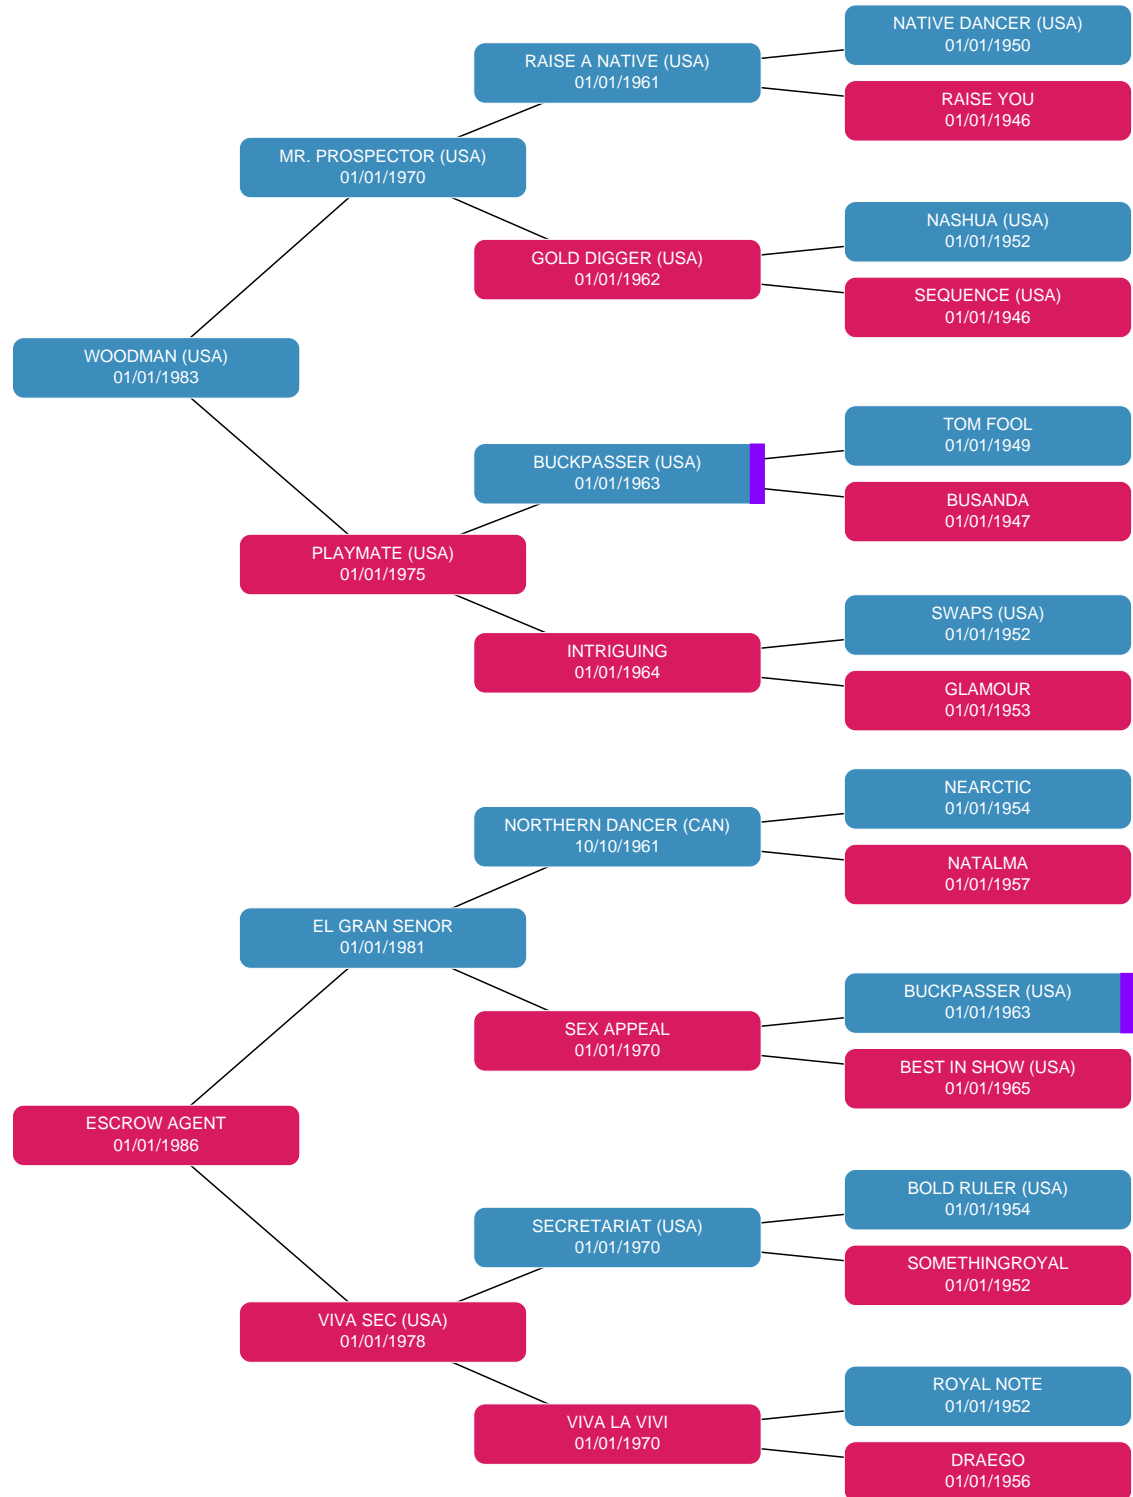 NATIVE DANCER (USA)
01/01/1950
RAISE A NATIVE (USA)
01/01/1961
RAISE YOU
01/01/1946
MR. PROSPECTOR (USA)
01/01/1970
NASHUA (USA)
01/01/1952
GOLD DIGGER (USA)
01/01/1962
SEQUENCE (USA)
01/01/1946
WOODMAN (USA)
01/01/1983
TOM FOOL
01/01/1949
BUCKPASSER (USA)
01/01/1963
BUSANDA
01/01/1947
PLAYMATE (USA)
01/01/1975
SWAPS (USA)
01/01/1952
INTRIGUING
01/01/1964
GLAMOUR
01/01/1953
NEARCTIC
01/01/1954
NORTHERN DANCER (CAN)
10/10/1961
NATALMA
01/01/1957
EL GRAN SENOR
01/01/1981
BUCKPASSER (USA)
01/01/1963
SEX APPEAL
01/01/1970
BEST IN SHOW (USA)
01/01/1965
ESCROW AGENT
01/01/1986
BOLD RULER (USA)
01/01/1954
SECRETARIAT (USA)
01/01/1970
SOMETHINGROYAL
01/01/1952
VIVA SEC (USA)
01/01/1978
ROYAL NOTE
01/01/1952
VIVA LA VIVI
01/01/1970
DRAEGO
01/01/1956